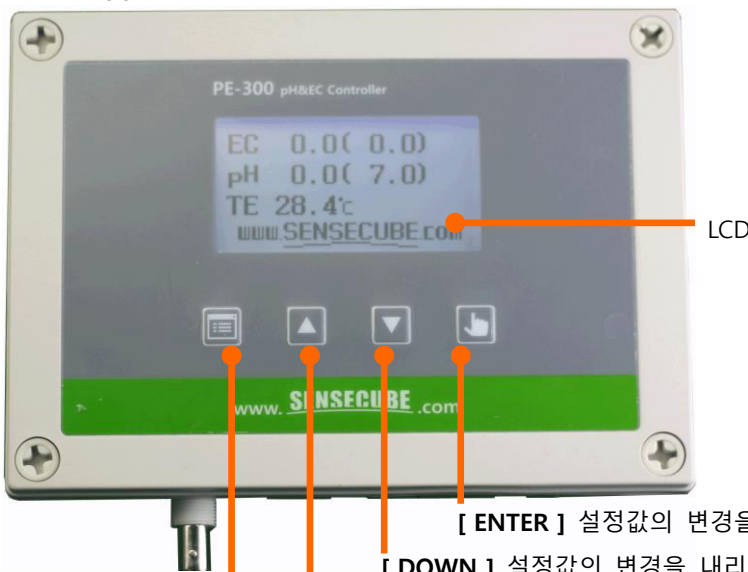 PE-300 pH&EC Controller
EC 0.0( 0.0)
pH 0.0( 7.0)
TE 28.4℃
www.SENSECUBE.com
LCD
www. SENSECUBE .com
[ ENTER ] 설정값의 변경을
[ DOWN ] 설정값의 변경을 내리